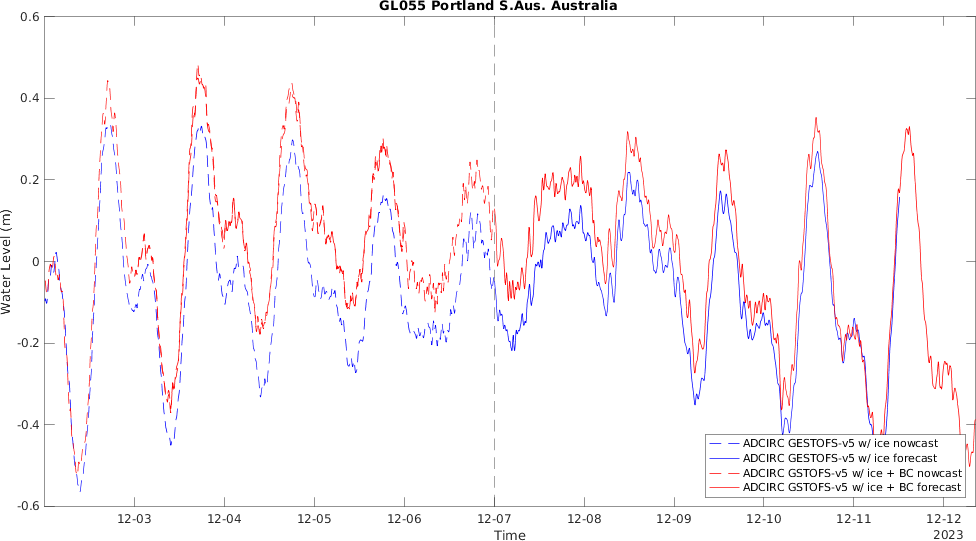 GL055 Portland S.Aus. Australia
0.6
0.4
0.2
0
-0.2
-0.4
-0.6
Water Level (m)
12-03 12-04 12-05 12-06 12-07 12-08 12-09 12-10 12-11 12-12
Time
2023
ADCIRC GESTOFS-v5 w/ ice nowcast
ADCIRC GESTOFS-v5 w/ ice forecast
ADCIRC GSTOFS-v5 w/ ice + BC nowcast
ADCIRC GSTOFS-v5 w/ ice + BC forecast